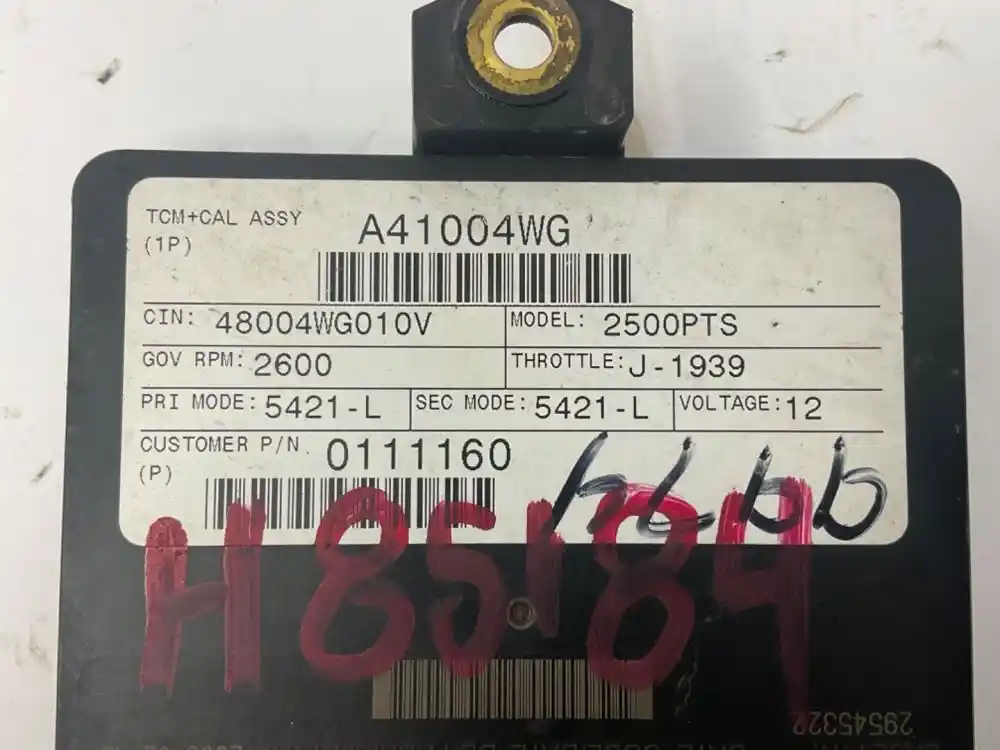 TCM+CAL ASSY
(1P)
A41004WG
CIN: 48004WG010V
MODEL: 2500PTS
GOV RPM: 2600
THROTTLE: J-1939
PRI MODE: 5421-L
SEC MODE: 5421-L
VOLTAGE: 12
CUSTOMER P/N
(P)
0111160
H85184
29545322